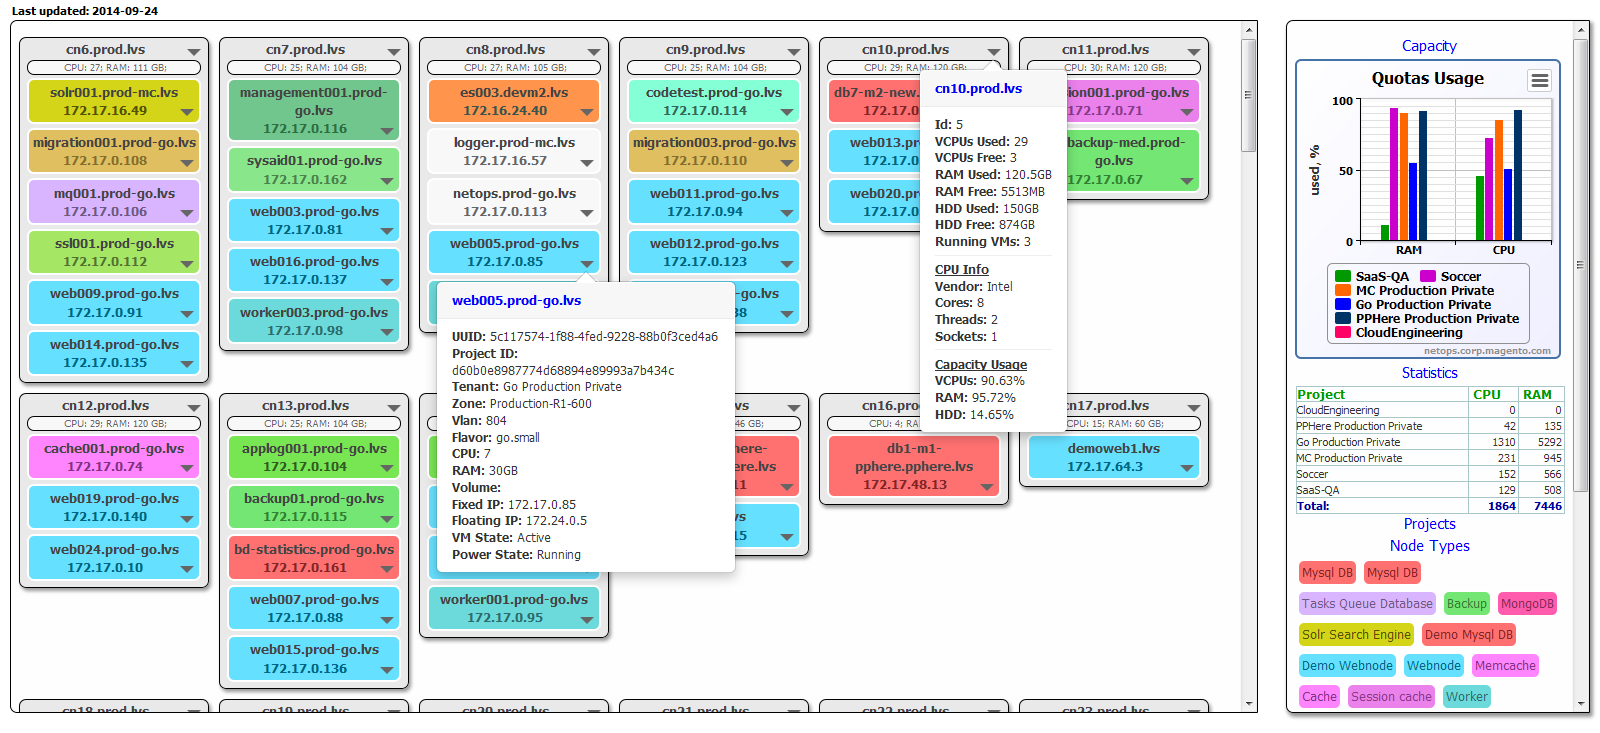 Last updated: 2014-09-24
cn6.prod.lvs
CPU: 27; RAM: 111 GB;
solr001.prod-mc.lvs
172.17.16.49
migration001.prod-go.lvs
172.17.0.108
mq001.prod-go.lvs
172.17.0.106
ssl001.prod-go.lvs
172.17.0.112
web009.prod-go.lvs
172.17.0.91
web014.prod-go.lvs
172.17.0.135
cn7.prod.lvs
CPU: 25; RAM: 104 GB;
management001.prod-
go.lvs
172.17.0.116
sysaid01.prod-go.lvs
172.17.0.162
web003.prod-go.lvs
172.17.0.81
web016.prod-go.lvs
172.17.0.137
worker003.prod-go.lvs
172.17.0.98
cn8.prod.lvs
CPU: 27; RAM: 105 GB;
es003.devm2.lvs
172.16.24.40
logger.prod-mc.lvs
172.17.16.57
netops.prod-go.lvs
172.17.0.113
web005.prod-go.lvs
172.17.0.85
web005.prod-go.lvs
UUID: 5c117574-1f88-4fed-9228-88b0f3ced4a6
Project ID:
d60b0e8987774d68894e89993a7b434c
Tenant: Go Production Private
Zone: Production-R1-600
Vlan: 804
Flavor: go.small
CPU: 7
RAM: 30GB
Volume:
Fixed IP: 172.17.0.85
Floating IP: 172.24.0.5
VM State: Active
Power State: Running
cn9.prod.lvs
CPU: 25; RAM: 104 GB;
codetest.prod-go.lvs
172.17.0.114
migration003.prod-go.lvs
172.17.0.110
web011.prod-go.lvs
172.17.0.94
web012.prod-go.lvs
172.17.0.123
-go.lvs
38
cn10.prod.lvs
CPU: 29; RAM: 120 GB;
db7-m2-new.
172.17.0
web013.
172.17.0
web020.
172.17.0
cn10.prod.lvs
Id: 5
VCPUs Used: 29
VCPUs Free: 3
RAM Used: 120.5GB
RAM Free: 5513MB
HDD Used: 150GB
HDD Free: 874GB
Running VMs: 3
CPU Info
Vendor: Intel
Cores: 8
Threads: 2
Sockets: 1
Capacity Usage
VCPUs: 90.63%
RAM: 95.72%
HDD: 14.65%
cn11.prod.lvs
CPU: 30; RAM: 120 GB;
ion001.prod-go.lvs
172.17.0.71
backup-med.prod-
go.lvs
172.17.0.67
cn12.prod.lvs
CPU: 29; RAM: 120 GB;
cache001.prod-go.lvs
172.17.0.74
web019.prod-go.lvs
172.17.0.140
web024.prod-go.lvs
172.17.0.10
cn13.prod.lvs
CPU: 25; RAM: 104 GB;
applog001.prod-go.lvs
172.17.0.104
backup01.prod-go.lvs
172.17.0.115
bd-statistics.prod-go.lvs
172.17.0.161
web007.prod-go.lvs
172.17.0.88
web015.prod-go.lvs
172.17.0.136
worker001.prod-go.lvs
172.17.0.95
.lvs
46 GB;
here-
ere.lvs
11
vs
15
cn16.prod.lvs
CPU: 4; RA
db1-m1-
pphere.pphere.lvs
172.17.48.13
cn17.prod.lvs
CPU: 15; RAM: 60 GB;
demoweb1.lvs
172.17.64.3
cn18.prod.lvs
cn19.prod.lvs
cn20.prod.lvs
cn21.prod.lvs
cn22.prod.lvs
cn23.prod.lvs
Capacity
Quotas Usage
100
50
0
used, %
RAM
CPU
SaaS-QA Soccer
MC Production Private
Go Production Private
PPHere Production Private
CloudEngineering
netops.corp.magento.com
Statistics
Project CPU RAM
CloudEngineering 0 0
PPHere Production Private 42 135
Go Production Private 1310 5292
MC Production Private 231 945
Soccer 152 566
SaaS-QA 129 508
Total: 1864 7446
Projects
Node Types
Mysql DB Mysql DB
Tasks Queue Database Backup MongoDB
Solr Search Engine Demo Mysql DB
Demo Webnode Webnode Memcache
Cache Session cache Worker